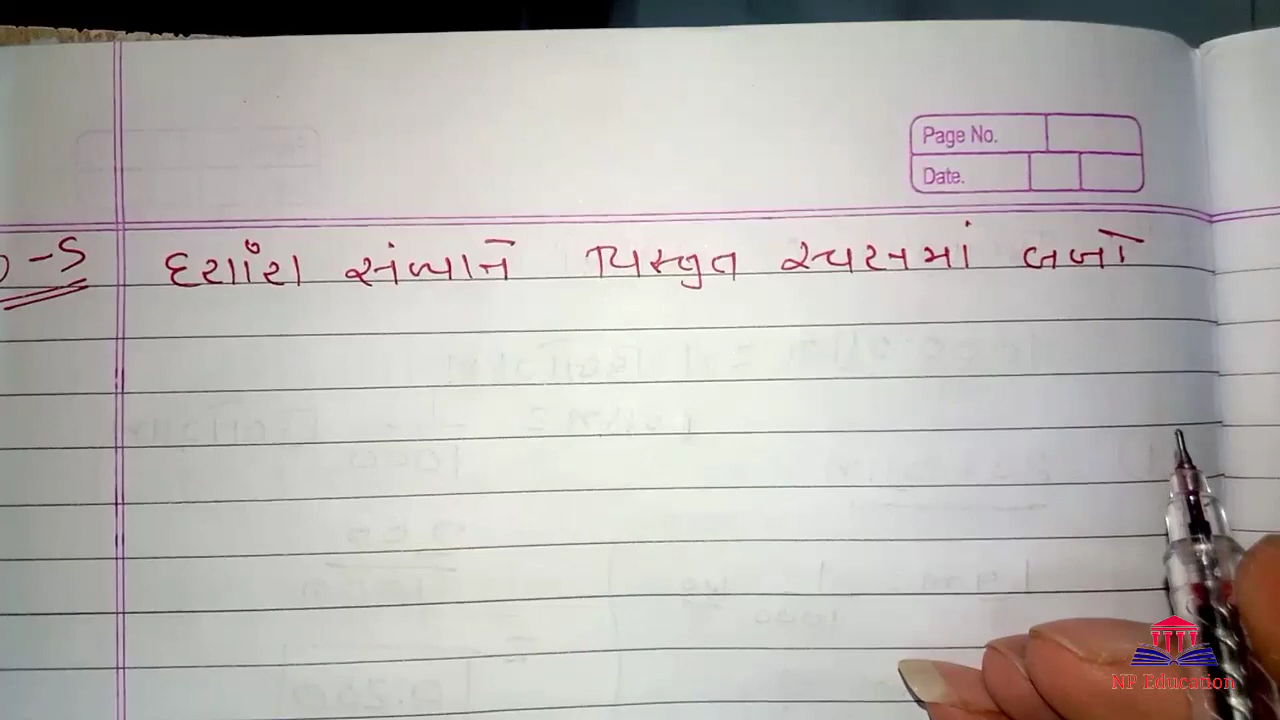 Page No.
Date.
-5 દશાંશ સંખ્યાને વિસ્તૃત સ્વરૂપમાં લખો
NP Education